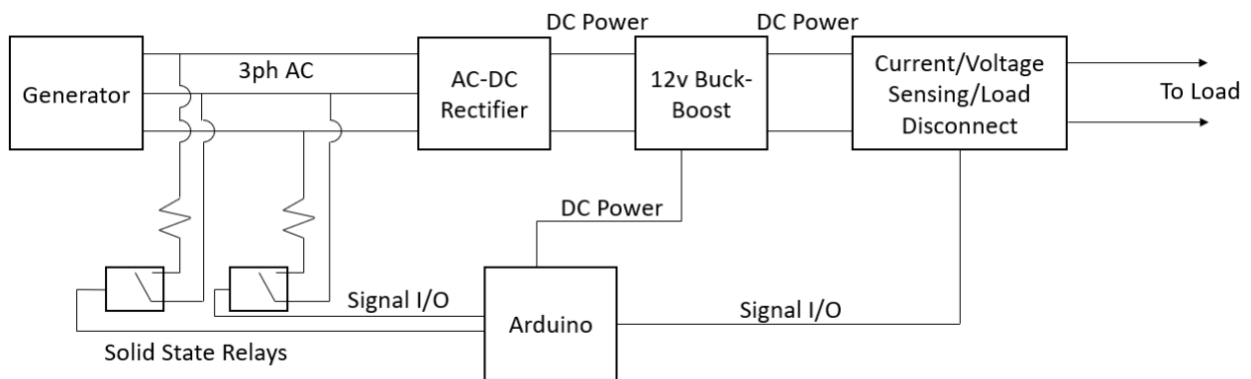 DC Power
DC Power
Generator
3ph AC
AC-DC
Rectifier
12v Buck-
Boost
Current/Voltage
Sensing/Load
Disconnect
To Load
DC Power
Signal I/O
Arduino
Signal I/O
Solid State Relays